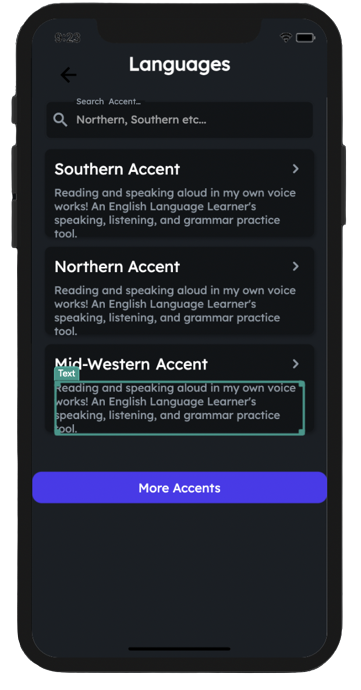 Languages
Search Accent...
Northern, Southern etc...
Southern Accent
Reading and speaking aloud in my own voice
works! An English Language Learner's
speaking, listening, and grammar practice
tool.
Northern Accent
Reading and speaking aloud in my own voice
works! An English Language Learner's
speaking, listening, and grammar practice
tool.
Mid-Western Accent
Text
Reading and speaking aloud in my own voice
works! An English Language Learner's
speaking, listening, and grammar practice
tool.
More Accents